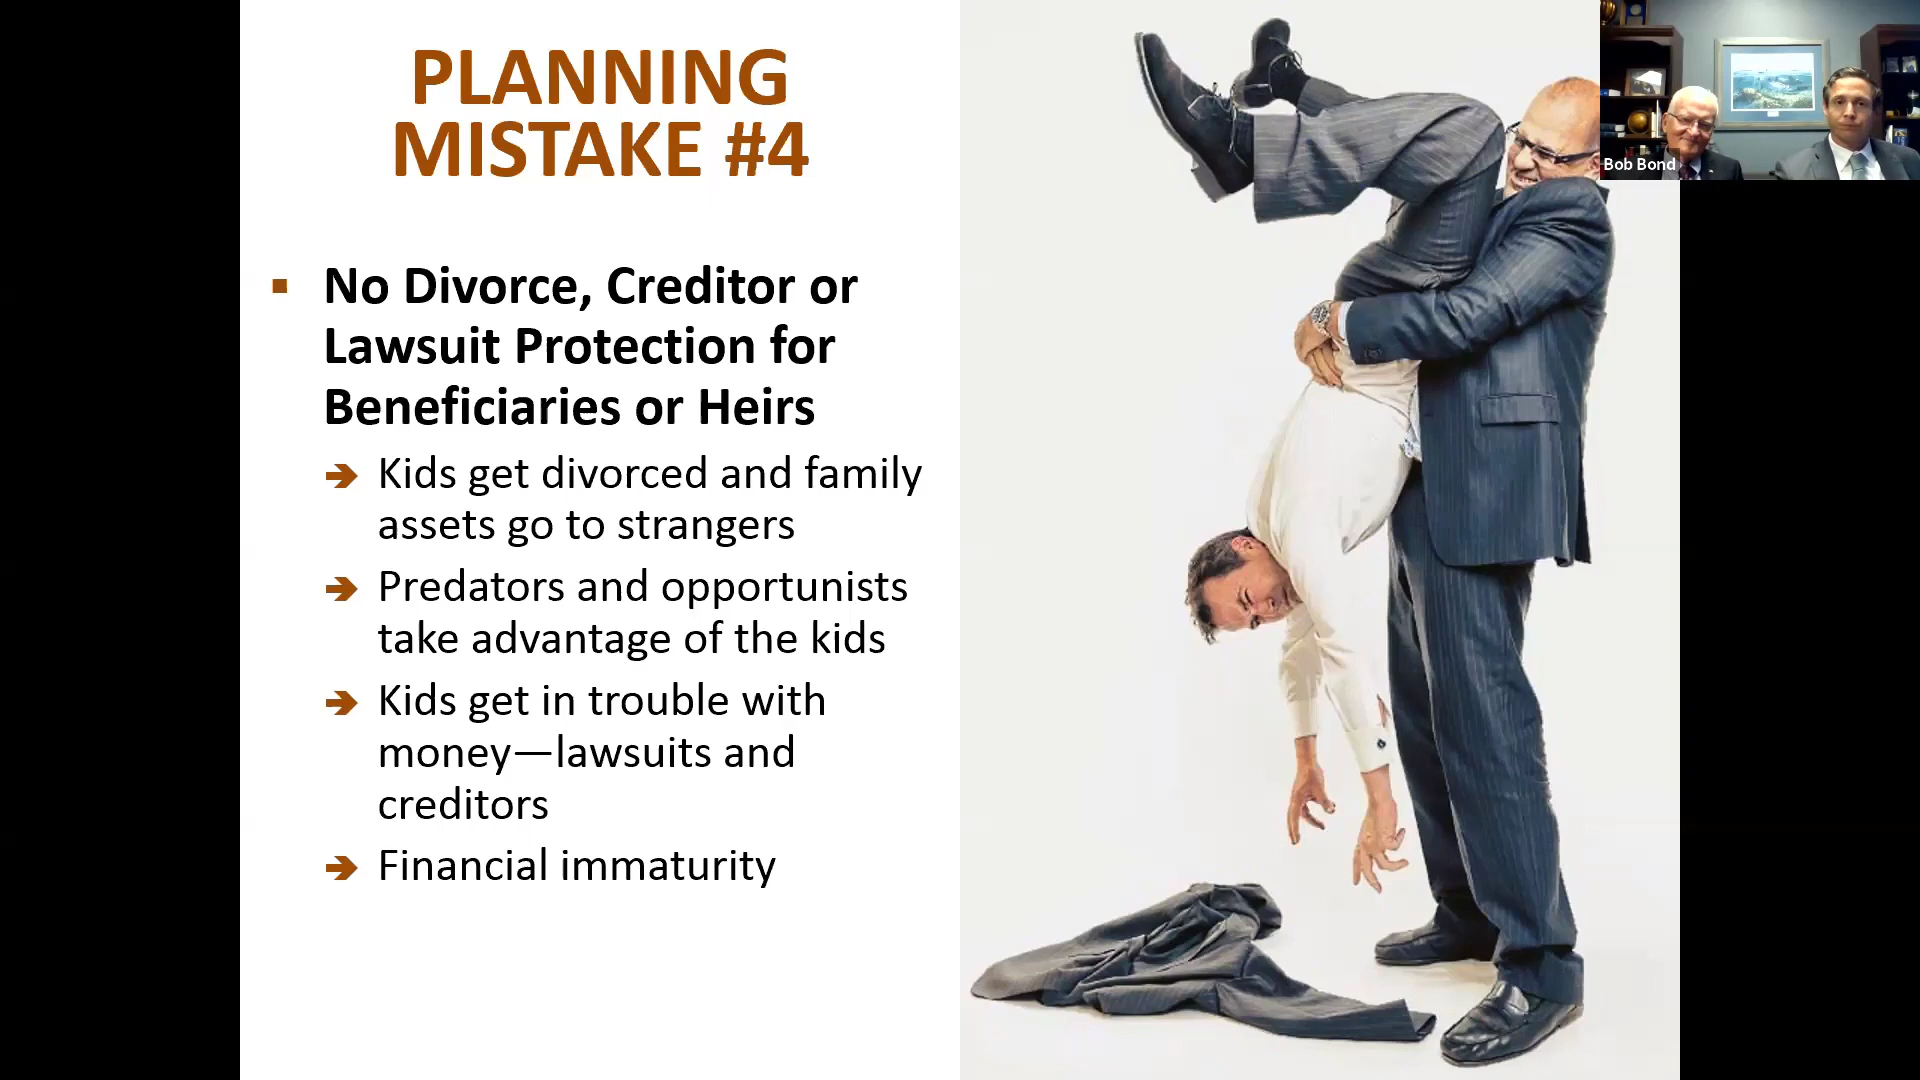 PLANNING
MISTAKE #4
Bob Bond
▪ No Divorce, Creditor or
Lawsuit Protection for
Beneficiaries or Heirs
➔ Kids get divorced and family
assets go to strangers
➔ Predators and opportunists
take advantage of the kids
➔ Kids get in trouble with
money—lawsuits and
creditors
➔ Financial immaturity